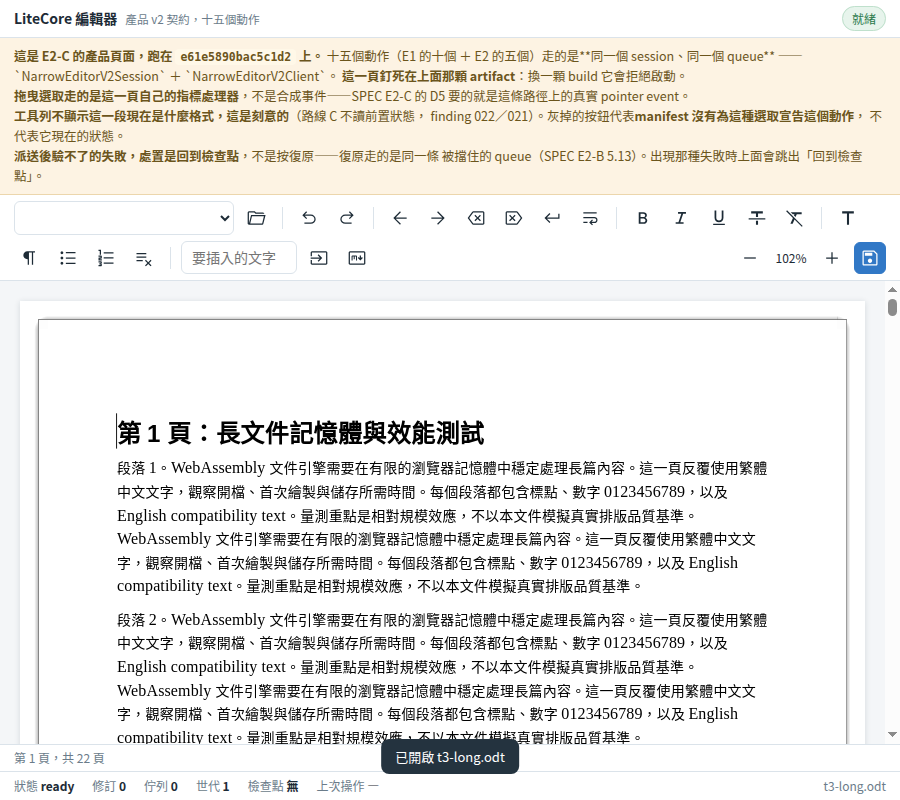 LiteCore 編輯器 產品 v2 契約，十五個動作 就緒
這是 E2-C 的產品頁面，跑在 e61e5890bac5c1d2 上。 十五個動作（E1 的十個 ＋ E2 的五個）走的是**同一個 session、同一個 queue** ——
`NarrowEditorV2Session` ＋ `NarrowEditorV2Client`。 這一頁釘死在上面那顆 artifact：換一顆 build 它會拒絕啟動。
拖曳選取走的是這一頁自己的指標處理器，不是合成事件——SPEC E2-C 的 D5 要的就是這條路徑上的真實 pointer event。
工具列不顯示這一段現在是什麼格式，這是刻意的（路線 C 不讀前置狀態， finding 022／021）。灰掉的按鈕代表manifest 沒有為這種選取宣告這個動作， 不
代表它現在的狀態。
派送後驗不了的失敗，處置是回到檢查點，不是按復原——復原走的是同一條 被擋住的 queue（SPEC E2-B 5.13）。出現那種失敗時上面會跳出「回到檢查
點」。
要插入的文字 102%
第 1 頁：長文件記憶體與效能測試
段落 1。WebAssembly 文件引擎需要在有限的瀏覽器記憶體中穩定處理長篇內容。這一頁反覆使用繁體
中文文字，觀察開檔、首次繪製與儲存所需時間。每個段落都包含標點、數字 0123456789，以及
English compatibility text。量測重點是相對規模效應，不以本文件模擬真實排版品質基準。
WebAssembly 文件引擎需要在有限的瀏覽器記憶體中穩定處理長篇內容。這一頁反覆使用繁體中文文
字，觀察開檔、首次繪製與儲存所需時間。每個段落都包含標點、數字 0123456789，以及 English
compatibility text。量測重點是相對規模效應，不以本文件模擬真實排版品質基準。
段落 2。WebAssembly 文件引擎需要在有限的瀏覽器記憶體中穩定處理長篇內容。這一頁反覆使用繁體
中文文字，觀察開檔、首次繪製與儲存所需時間。每個段落都包含標點、數字 0123456789，以及
English compatibility text。量測重點是相對規模效應，不以本文件模擬真實排版品質基準。
WebAssembly 文件引擎需要在有限的瀏覽器記憶體中穩定處理長篇內容。這一頁反覆使用繁體中文文
字，觀察開檔、首次繪製與儲存所需時間。每個段落都包含標點、數字 0123456789，以及 English
compatibility text。量測重點是相對規模效應，不以本文件模擬真實排版品質基準。
已開啟 t3-long.odt
第 1 頁，共 22 頁
狀態 ready 修訂 0 佇列 0 世代 1 檢查點 無 上次操作 — t3-long.odt